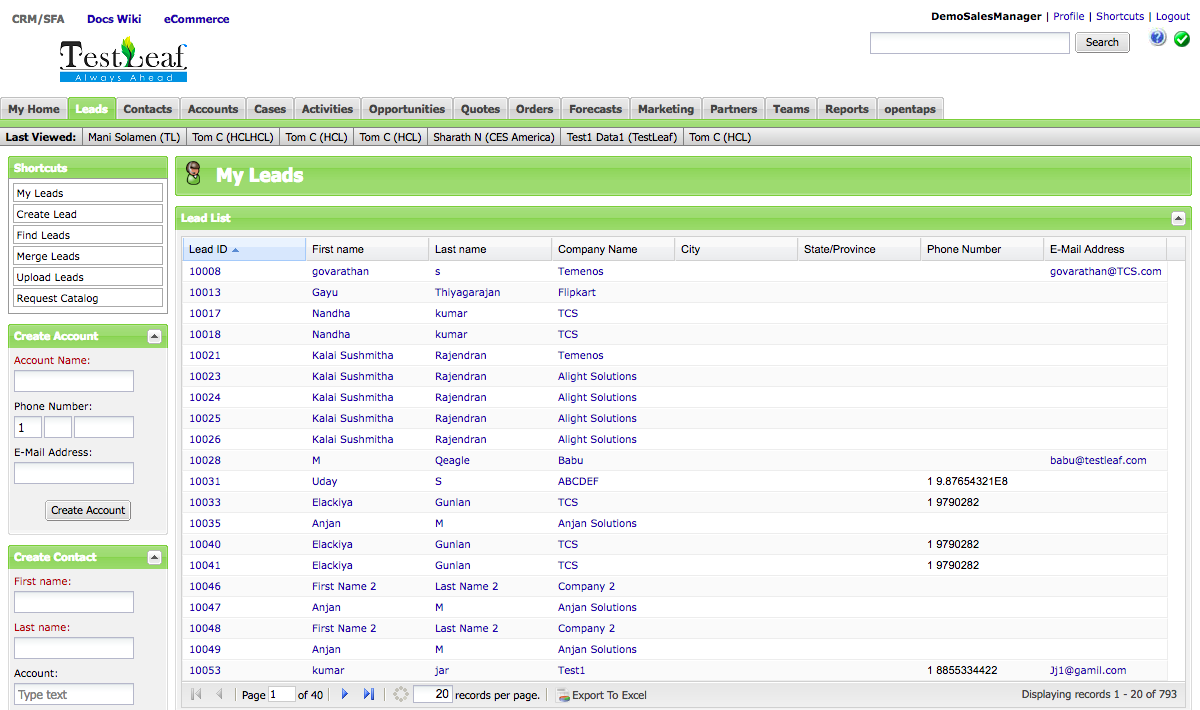 CRM/SFA Docs Wiki eCommerce
DemoSalesManager | Profile | Shortcuts | Logout
Search
TestLeaf
Always Ahead
My Home Leads Contacts Accounts Cases Activities Opportunities Quotes Orders Forecasts Marketing Partners Teams Reports opentaps
Last Viewed: Mani Solamen (TL) Tom C (HCLHCL) Tom C (HCL) Tom C (HCL) Sharath N (CES America) Test1 Data1 (TestLeaf) Tom C (HCL)
Shortcuts
My Leads
Create Lead
Find Leads
Merge Leads
Upload Leads
Request Catalog
Create Account
Account Name:
Phone Number:
1
E-Mail Address:
Create Account
Create Contact
First name:
Last name:
Account:
Type text
My Leads
Lead List
Lead ID First name Last name Company Name City State/Province Phone Number E-Mail Address
10008 govarathan s Temenos govarathan@TCS.com
10013 Gayu Thiyagarajan Flipkart
10017 Nandha kumar TCS
10018 Nandha kumar TCS
10021 Kalai Sushmitha Rajendran Temenos
10023 Kalai Sushmitha Rajendran Alight Solutions
10024 Kalai Sushmitha Rajendran Alight Solutions
10025 Kalai Sushmitha Rajendran Alight Solutions
10026 Kalai Sushmitha Rajendran Alight Solutions
10028 M Qeagle Babu babu@testleaf.com
10031 Uday S ABCDEF 1 9.87654321E8
10033 Elackiya Gunlan TCS 1 9790282
10035 Anjan M Anjan Solutions
10040 Elackiya Gunlan TCS 1 9790282
10041 Elackiya Gunlan TCS 1 9790282
10046 First Name 2 Last Name 2 Company 2
10047 Anjan M Anjan Solutions
10048 First Name 2 Last Name 2 Company 2
10049 Anjan M Anjan Solutions
10053 kumar jar Test1 1 8855334422 Jj1@gamil.com
Page 1 of 40 20 records per page. Export To Excel Displaying records 1 - 20 of 793